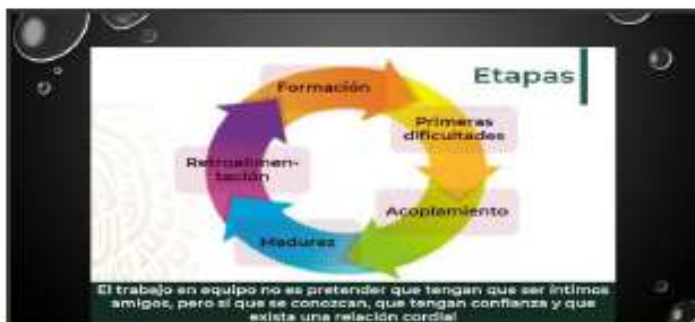 Etapas
Formación
Primeras
dificultades
Acoplamiento
Madurez
Retroalimen-
tación
El trabajo en equipo no es pretender que tengan que ser íntimos
amigos, pero sí que se conozcan, que tengan confianza y que
exista una relación cordial